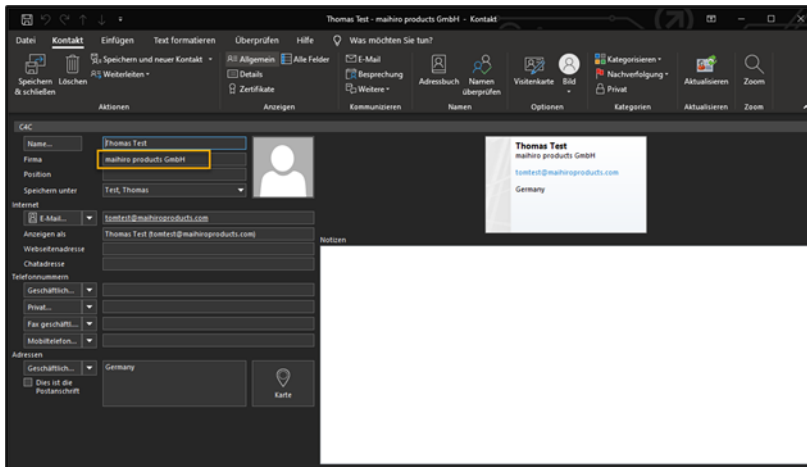 Thomas Test - maihiro products GmbH - Kontakt
Datei Kontakt Einfügen Text formatieren Überprüfen Hilfe Was möchten Sie tun?
Speichern & schließen
Löschen
Speichern und neuer Kontakt
Weiterleiten
Aktionen
All Allgemein
Alle Felder
Details
Zertifikate
Anzeigen
E-Mail
Besprechung
Weitere
Kommunizieren
Adressbuch
Namen überprüfen
Namen
Visitenkarte
Bild
Optionen
Kategorisieren
Nachverfolgung
Privat
Kategorien
Aktualisieren
Aktualisieren
Zoom
Zoom
C4C
Name... Thomas Test
Firma maihiro products GmbH
Position
Speichern unter Test, Thomas
Internet
E-Mail... tomtest@maihiroproducts.com
Anzeigen als Thomas Test (tomtest@maihiroproducts.com)
Webseitenadresse
Chatadresse
Telefonnummern
Geschäftlich...
Privat...
Fax geschäftl...
Mobiltelefon...
Adressen
Geschäftlich... Germany
Dies ist die
Postanschrift
Karte
Thomas Test
maihiro products GmbH
tomtest@maihiroproducts.com
Germany
Notizen